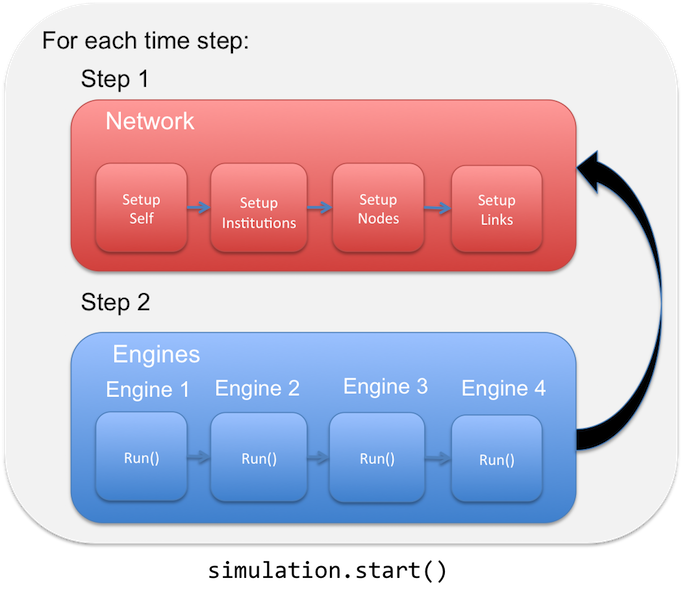 For each time step:
Step 1
Network
Setup
Self
Setup
Institutions
Setup
Nodes
Setup
Links
Step 2
Engines
Engine 1
Engine 2
Engine 3
Engine 4
Run()
Run()
Run()
Run()
simulation.start()